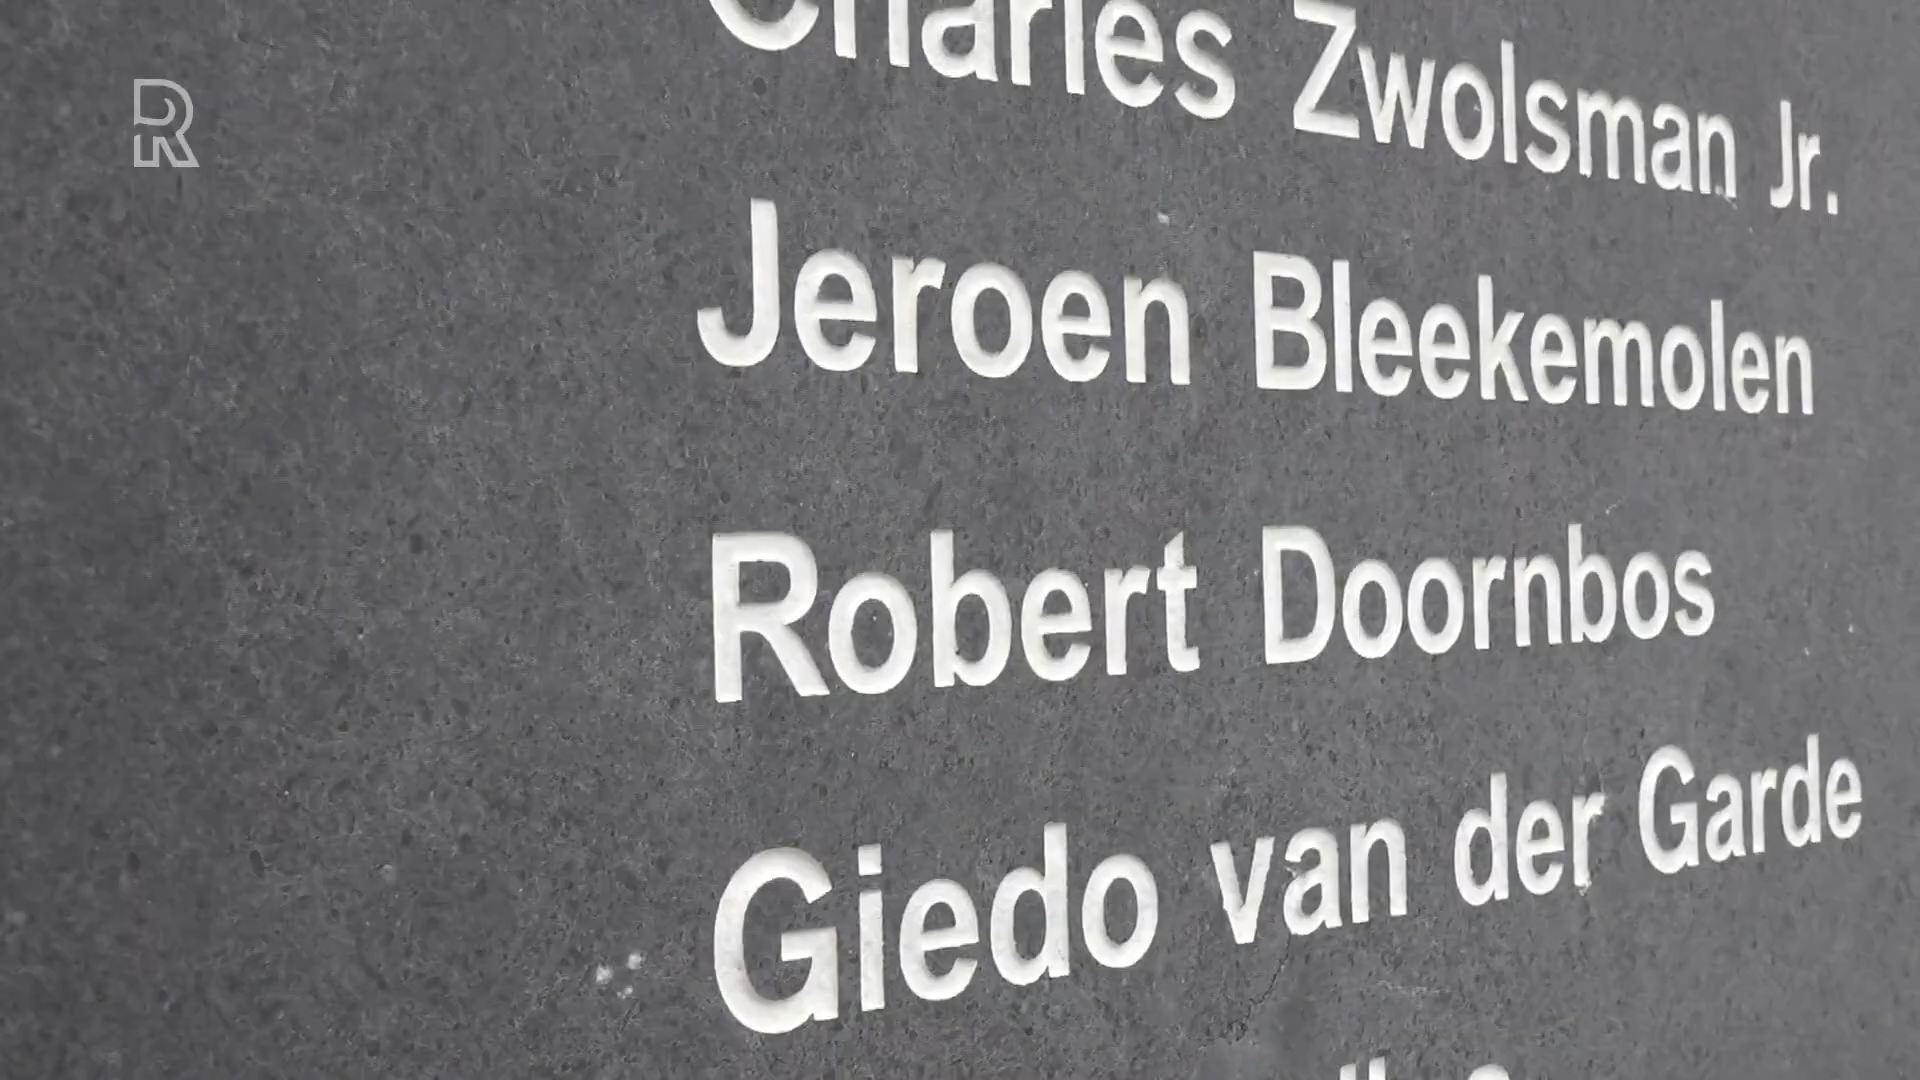 R
Charles Zwolsman Jr.
Jeroen Bleekemolen
Robert Doornbos
Giedo van der Garde